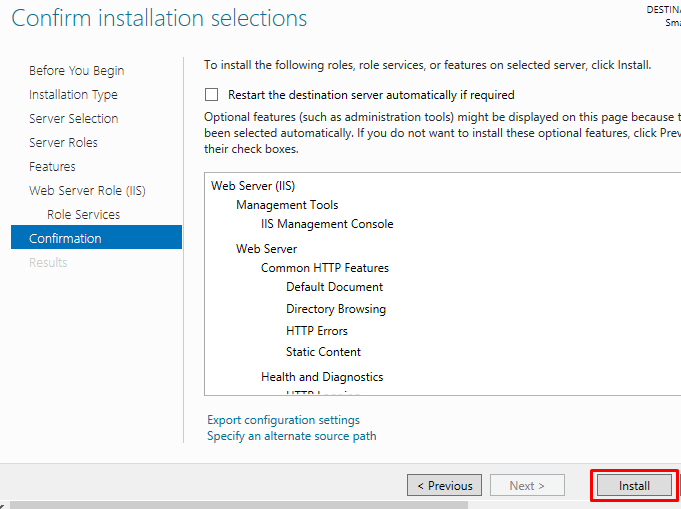 Confirm installation selections
DESTINA
Sma
Before You Begin
Installation Type
Server Selection
Server Roles
Features
Web Server Role (IIS)
Role Services
Confirmation
Results
To install the following roles, role services, or features on selected server, click Install.
Restart the destination server automatically if required
Optional features (such as administration tools) might be displayed on this page because t
been selected automatically. If you do not want to install these optional features, click Prev
their check boxes.
Web Server (IIS)
Management Tools
IIS Management Console
Web Server
Common HTTP Features
Default Document
Directory Browsing
HTTP Errors
Static Content
Health and Diagnostics
Export configuration settings
Specify an alternate source path
< Previous
Next >
Install